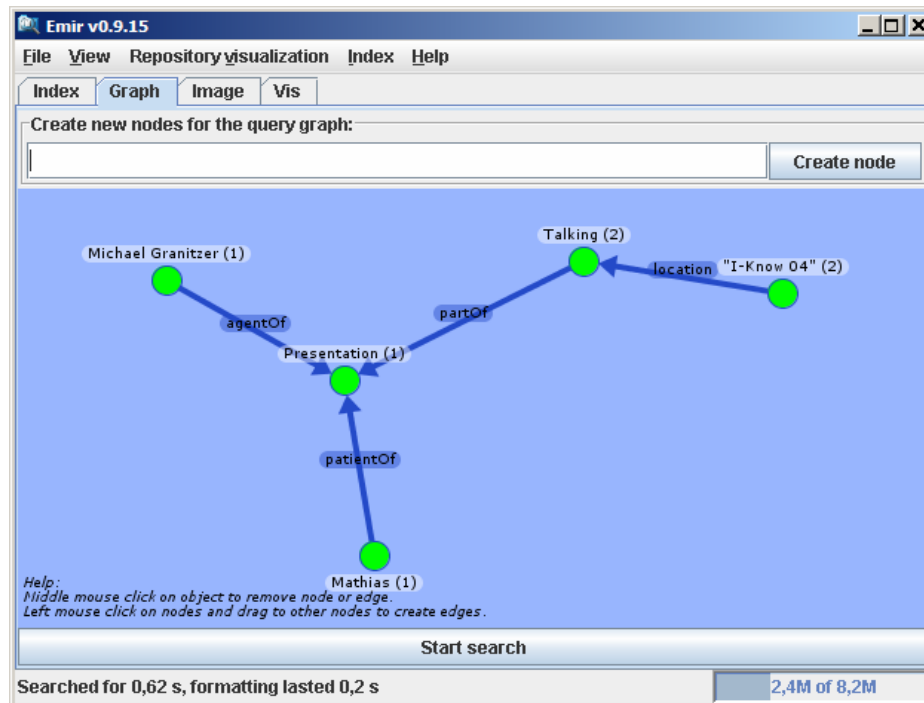 Emir v0.9.15
File View Repository visualization Index Help
Index Graph Image Vis
Create new nodes for the query graph:
Create node
Talking (2)
Michael Granitzer (1)
location "I-Know 04" (2)
partOf
agentOf
Presentation (1)
patientOf
Mathias (1)
Help:
Middle mouse click on object to remove node or edge.
Left mouse click on nodes and drag to other nodes to create edges.
Start search
Searched for 0,62 s, formatting lasted 0,2 s
2,4M of 8,2M